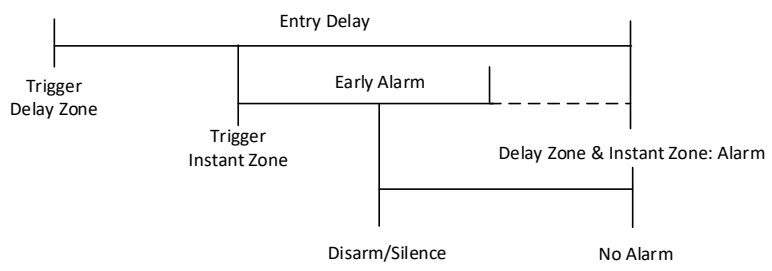 Entry Delay
Trigger
Delay Zone
Early Alarm
Trigger
Instant Zone
Delay Zone & Instant Zone: Alarm
Disarm/Silence
No Alarm